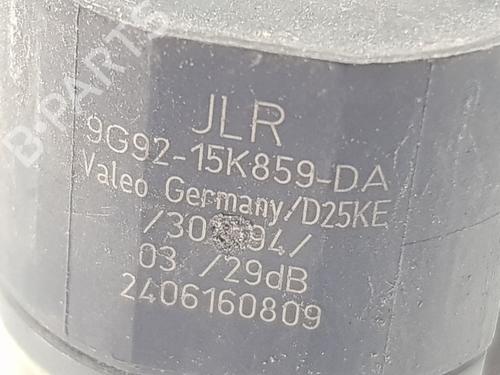 B-PARTS
JLR
9G92-15K859-DA
Valeo Germany/D25KE
03 /29dB
2406160809